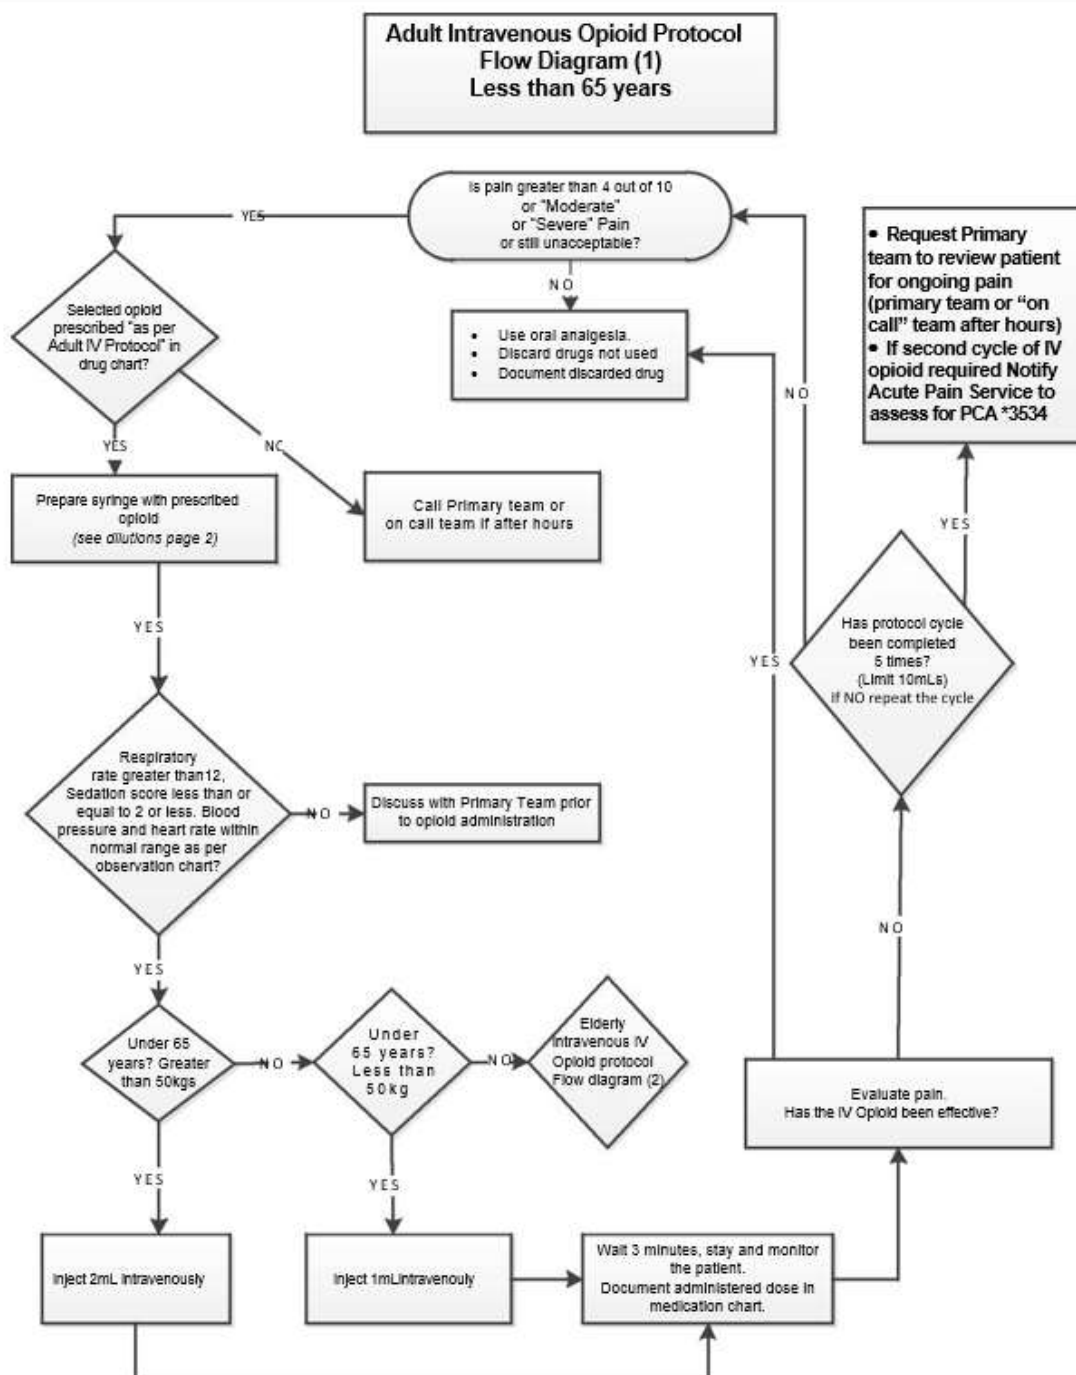 Adult Intravenous Opioid Protocol
Flow Diagram (1)
Less than 65 years
Is pain greater than 4 out of 10
or "Moderate"
or "Severe" Pain
or still unacceptable?
YES
NO
• Use oral analgesia.
• Discard drugs not used
• Document discarded drug
• Request Primary
team to review patient
for ongoing pain
(primary team or "on
call" team after hours)
• If second cycle of IV
opioid required Notify
Acute Pain Service to
assess for PCA *3534
Selected opioid
prescribed "as per
Adult IV Protocol" in
drug chart?
YES
NO
NO
Prepare syringe with prescribed
opioid
(see dilutions page 2)
Call Primary team or
on call team if after hours
YES
YES
Has protocol cycle
been completed
5 times?
(Limit 10mLs)
if NO repeat the cycle
YES
Respiratory
rate greater than12,
Sedation score less than or
equal to 2 or less. Blood
pressure and heart rate within
normal range as per
observation chart?
NO
Discuss with Primary Team prior
to opioid administration
NO
YES
Under 65
years? Greater
than 50kgs
NO
Under
65 years?
Less than
50kg
NO
Elderly
Intravenous IV
Opioid protocol
Flow diagram (2)
Evaluate pain.
Has the IV Opioid been effective?
YES
YES
Inject 2mL Intravenously
Inject 1mLintravenouly
Wait 3 minutes, stay and monitor
the patient.
Document administered dose in
medication chart.